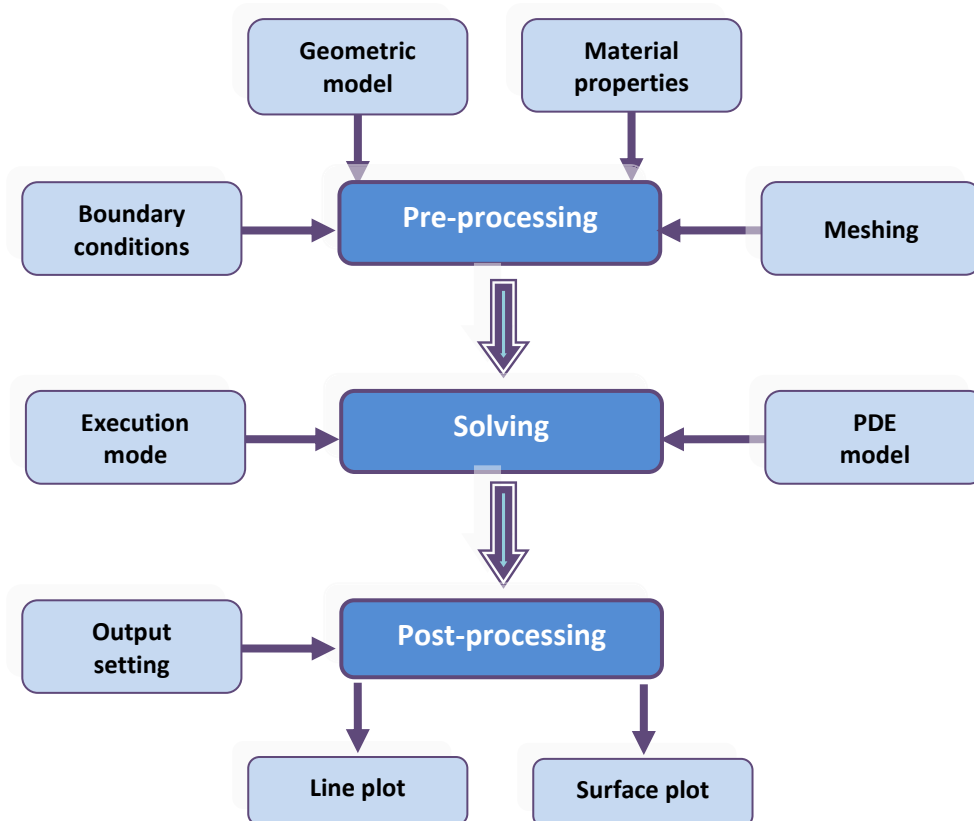 Geometric
model
Material
properties
Boundary
conditions
Pre-processing
Meshing
Execution
mode
Solving
PDE
model
Output
setting
Post-processing
Line plot
Surface plot